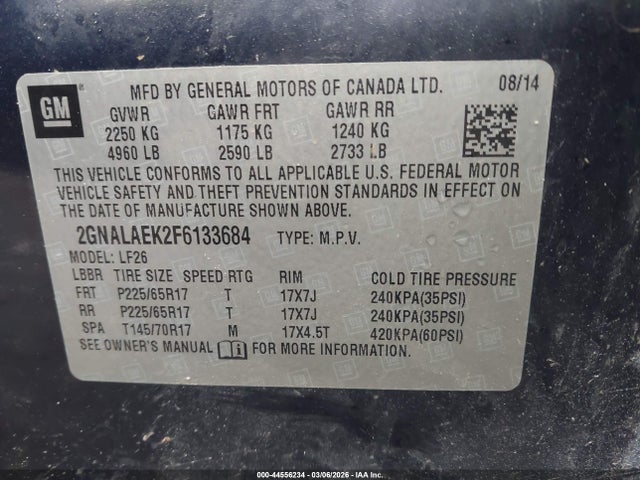 GM
MFD BY GENERAL MOTORS OF CANADA LTD. 08/14
GVWR GAWR FRT GAWR RR
2250 KG 1175 KG 1240 KG
4960 LB 2590 LB 2733 LB
THIS VEHICLE CONFORMS TO ALL APPLICABLE U.S. FEDERAL MOTOR
VEHICLE SAFETY AND THEFT PREVENTION STANDARDS IN EFFECT ON
THE DATE OF MANUFACTURE SHOWN ABOVE.
2GNALAEK2F6133684 TYPE: M.P.V.
MODEL: LF26
LBBR TIRE SIZE SPEED RTG RIM COLD TIRE PRESSURE
FRT P225/65R17 T 17X7J 240KPA(35PSI)
RR P225/65R17 T 17X7J 240KPA(35PSI)
SPA T145/70R17 M 17X4.5T 420KPA(60PSI)
SEE OWNER'S MANUAL FOR MORE INFORMATION.
000-44556234 - 03/06/2026 - IAA Inc.